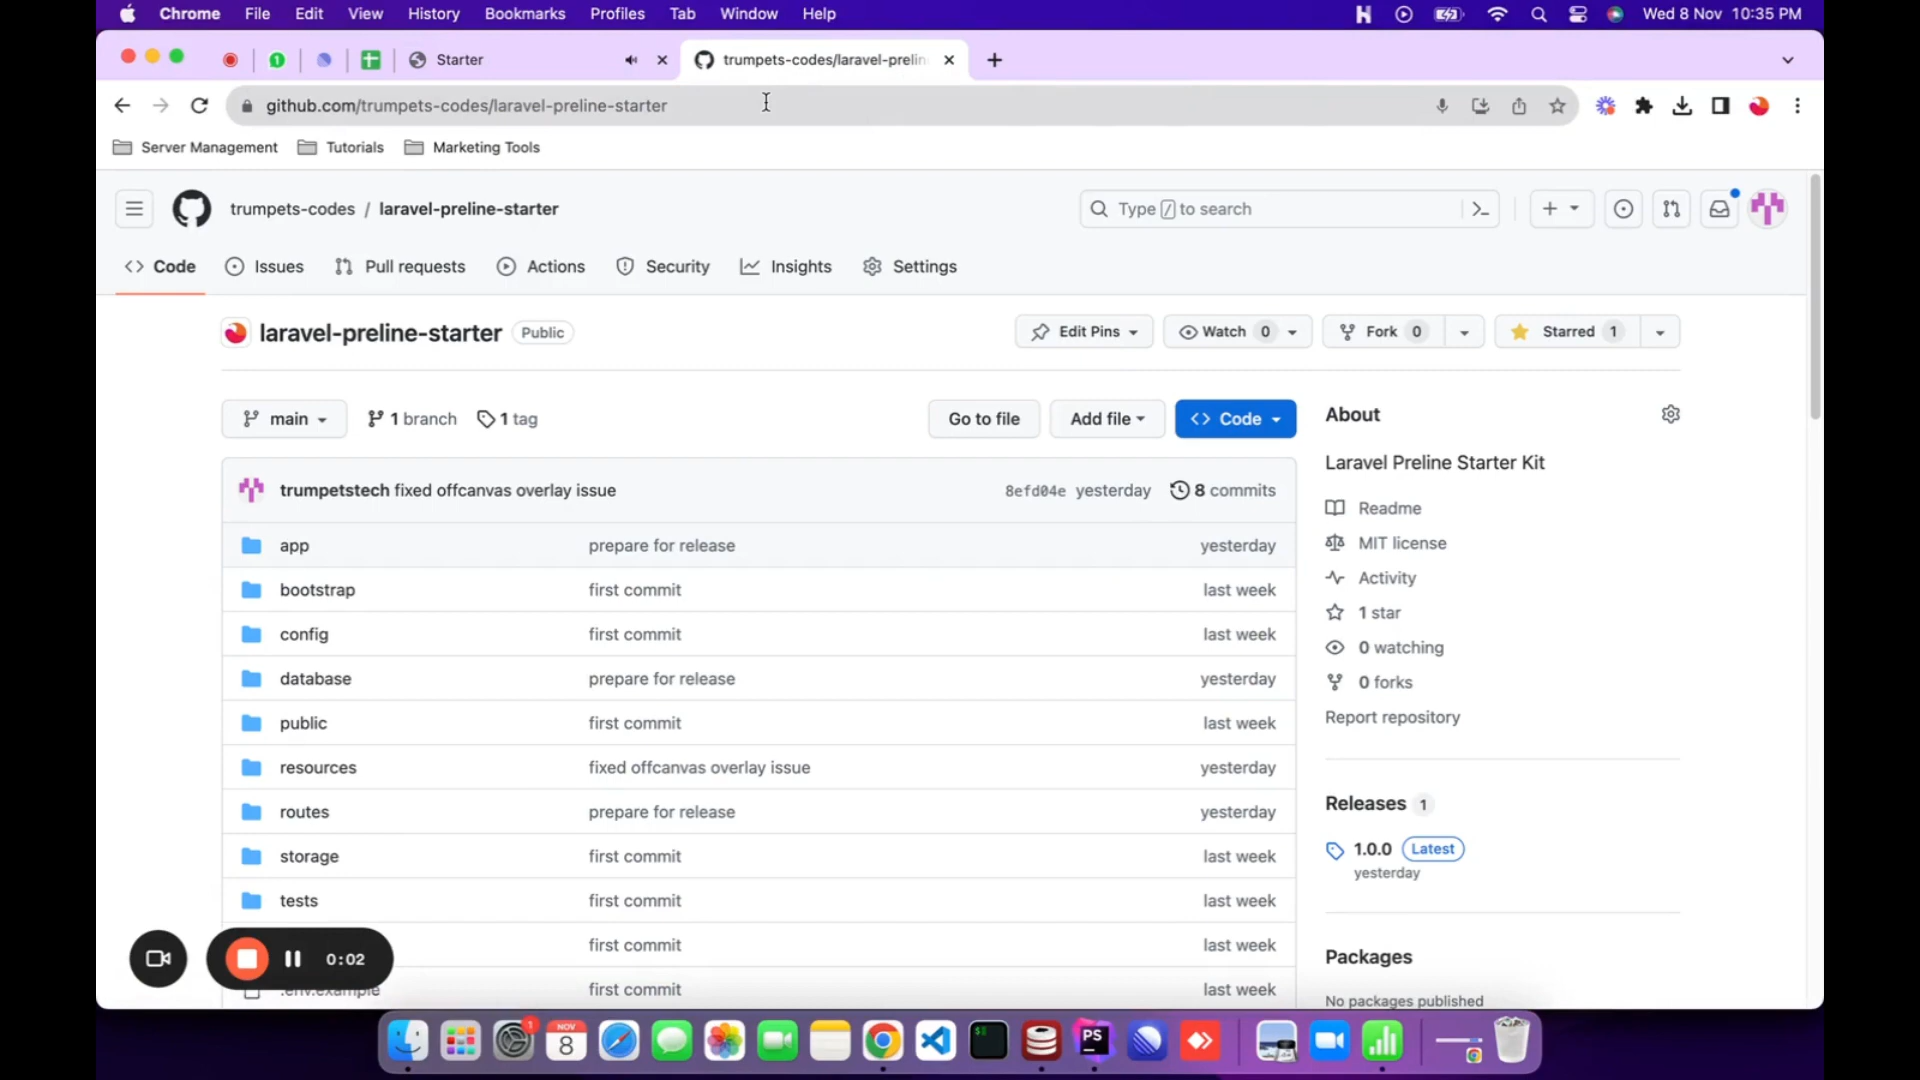 Chrome File Edit View History Bookmarks Profiles Tab Window Help Wed 8 Nov 10:35 PM
1 Starter trumpets-codes/laravel-prelin
github.com/trumpets-codes/laravel-preline-starter
Server Management Tutorials Marketing Tools
trumpets-codes / laravel-preline-starter Type / to search
Code Issues Pull requests Actions Security Insights Settings
laravel-preline-starter Public Edit Pins Watch 0 Fork 0 Starred 1
main 1 branch 1 tag Go to file Add file Code About
Laravel Preline Starter Kit
trumpetstech fixed offcanvas overlay issue 8efd04e yesterday 8 commits
Readme
app prepare for release yesterday
MIT license
bootstrap first commit last week
Activity
1 star
config first commit last week
0 watching
database prepare for release yesterday
0 forks
public first commit last week
Report repository
resources fixed offcanvas overlay issue yesterday
Releases 1
routes prepare for release yesterday
1.0.0 Latest
storage first commit last week
yesterday
tests first commit last week
first commit last week
0:02
Packages
.env.example first commit last week
No packages published
1 NOV 8 $ PS